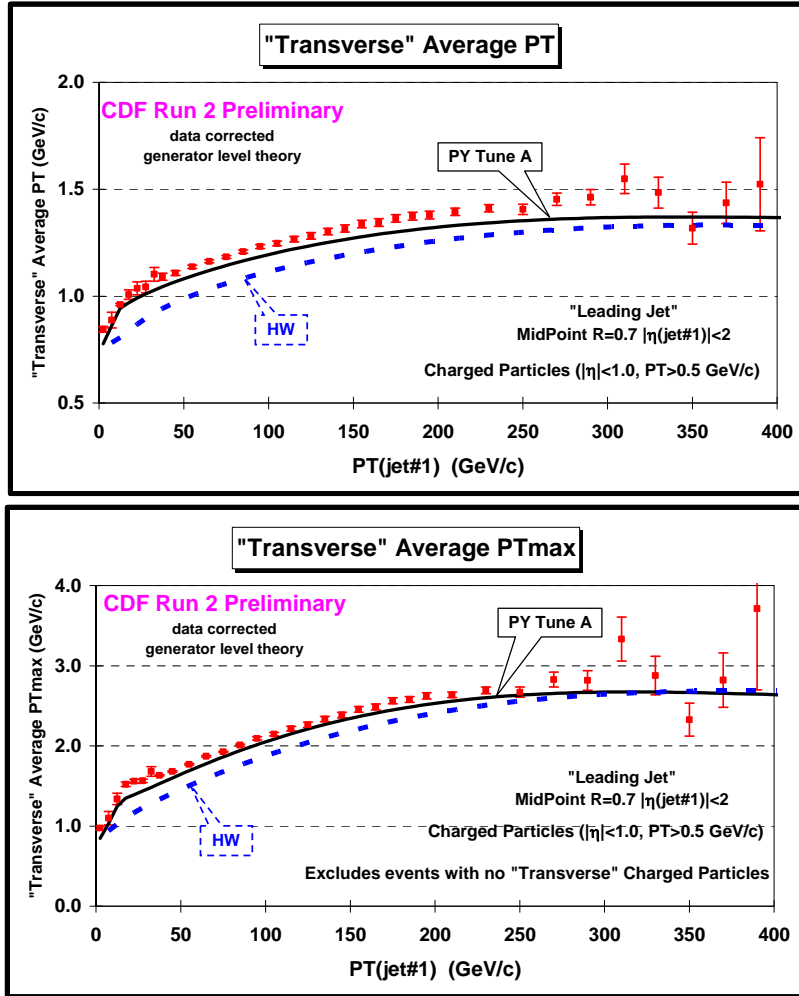 "Transverse" Average PT
2.0
1.5
1.0
0.5
"Transverse" Average PT (GeV/c)
CDF Run 2 Preliminary
data corrected
generator level theory
PY Tune A
HW
"Leading Jet"
MidPoint R=0.7 |η(jet#1)|<2
Charged Particles (|η|<1.0, PT>0.5 GeV/c)
0 50 100 150 200 250 300 350 400
PT(jet#1) (GeV/c)
"Transverse" Average PTmax
4.0
3.0
2.0
1.0
0.0
"Transverse" Average PTmax (GeV/c)
CDF Run 2 Preliminary
data corrected
generator level theory
PY Tune A
HW
"Leading Jet"
MidPoint R=0.7 |η(jet#1)|<2
Charged Particles (|η|<1.0, PT>0.5 GeV/c)
Excludes events with no "Transverse" Charged Particles
0 50 100 150 200 250 300 350 400
PT(jet#1) (GeV/c)